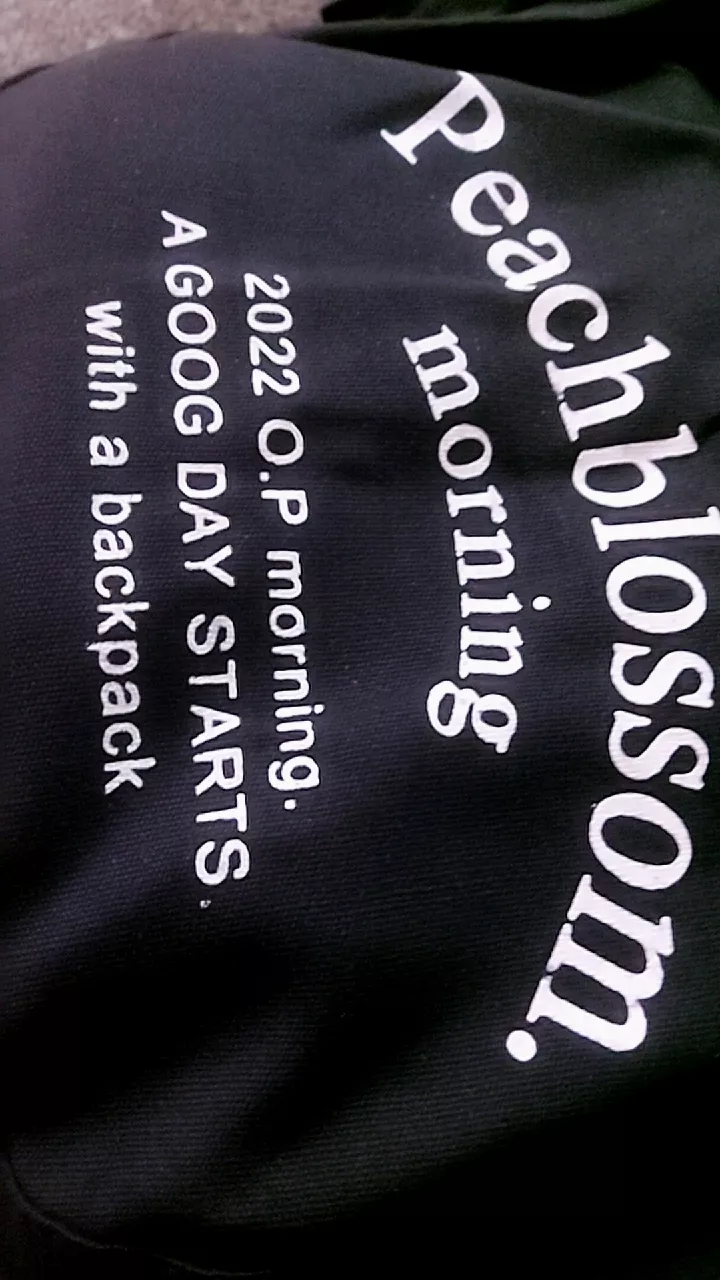 Peachblossom.
morning
2022 O.P morning.
A GOOG DAY STARTS.
with a backpack